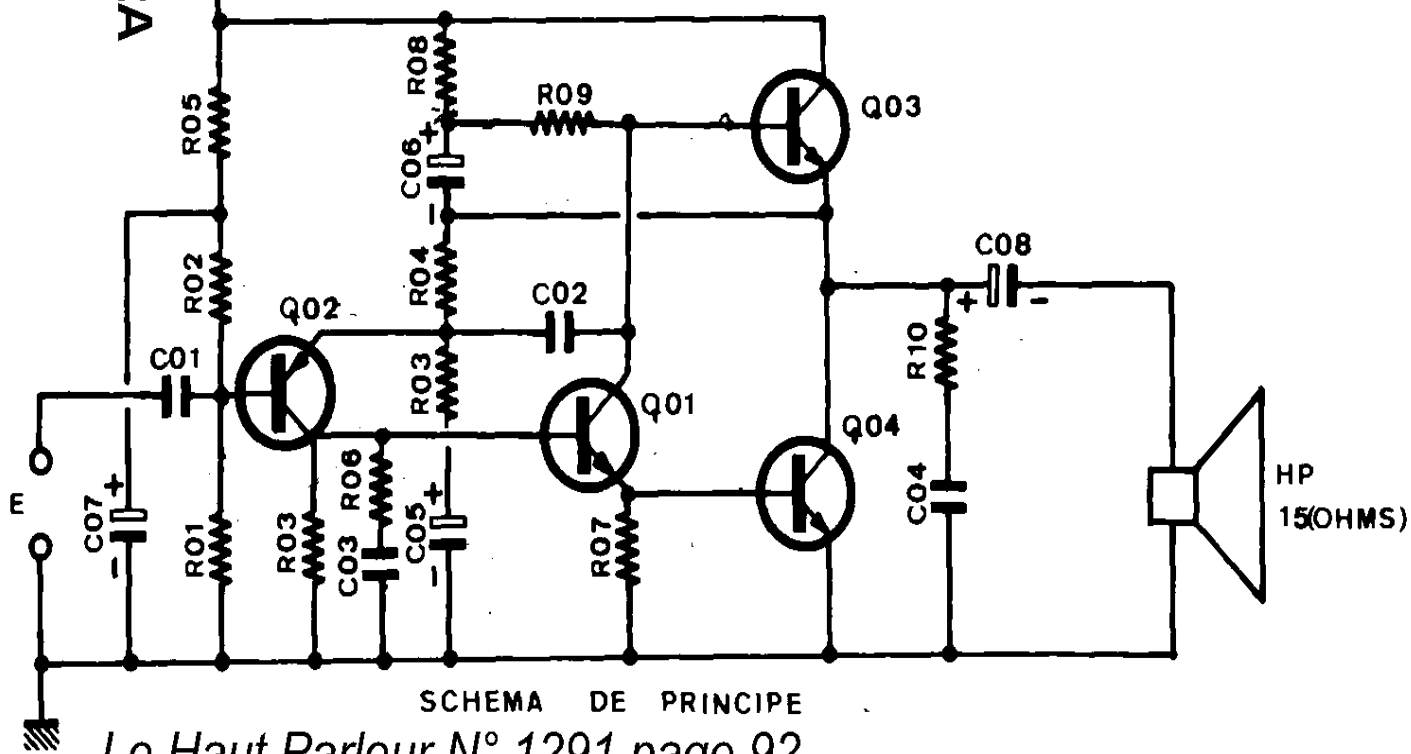 A
R08
R09
Q03
R05
+
C06
-
C08
R02
R04
C02
+ -
Q02
R10
C01
R03
Q01
Q04
HP
15(OHMS)
E
C07
+
-
R01
R03
R06
C03
C05
+
-
R07
C04
SCHEMA DE PRINCIPE
Le Haut Parleur N° 1291 page 92